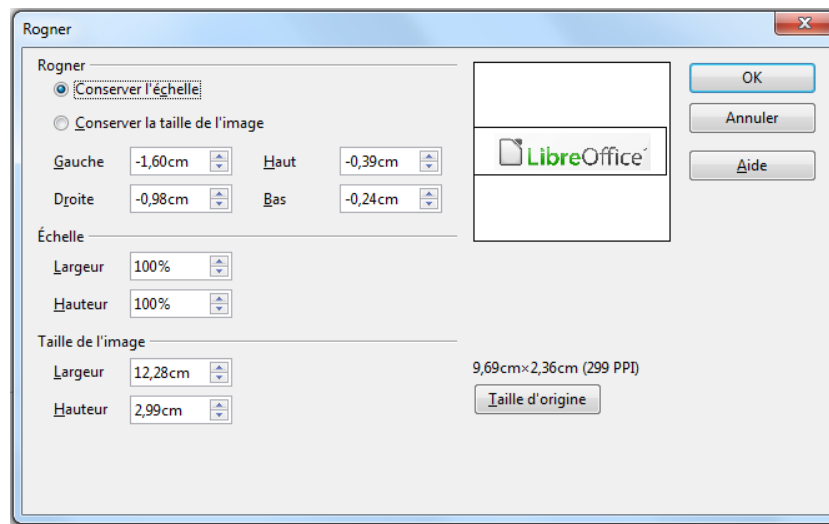 Rogner
Rogner
Conserver l'échelle
Conserver la taille de l'image
Gauche -1,60cm Haut -0,39cm
Droite -0,98cm Bas -0,24cm
Échelle
Largeur 100%
Hauteur 100%
Taille de l'image
Largeur 12,28cm
Hauteur 2,99cm
LibreOffice
9,69cm×2,36cm (299 PPI)
Taille d'origine
OK
Annuler
Aide